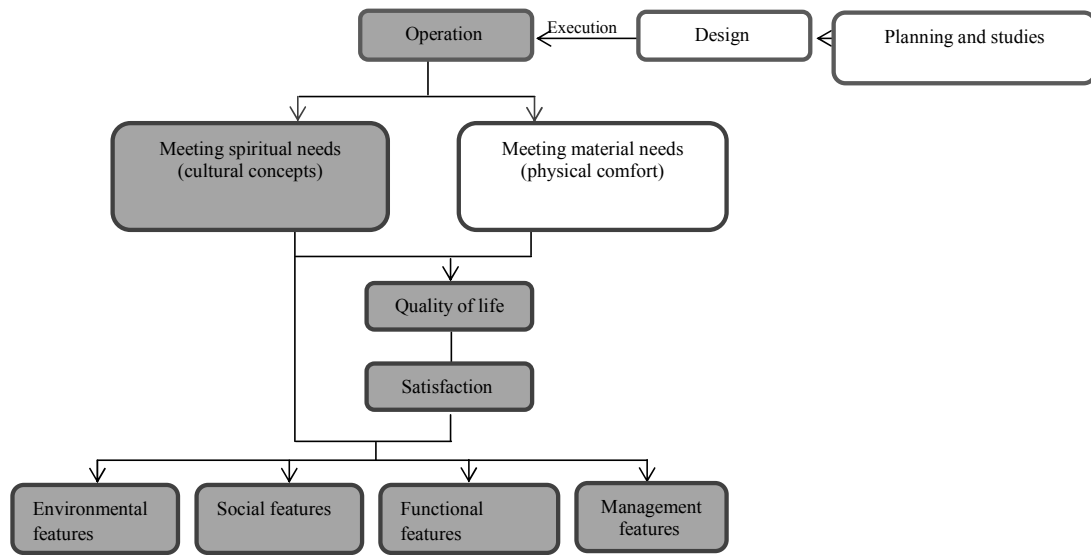 Operation
Execution
Design
Planning and studies
Meeting spiritual needs
(cultural concepts)
Meeting material needs
(physical comfort)
Quality of life
Satisfaction
Environmental
features
Social features
Functional
features
Management
features